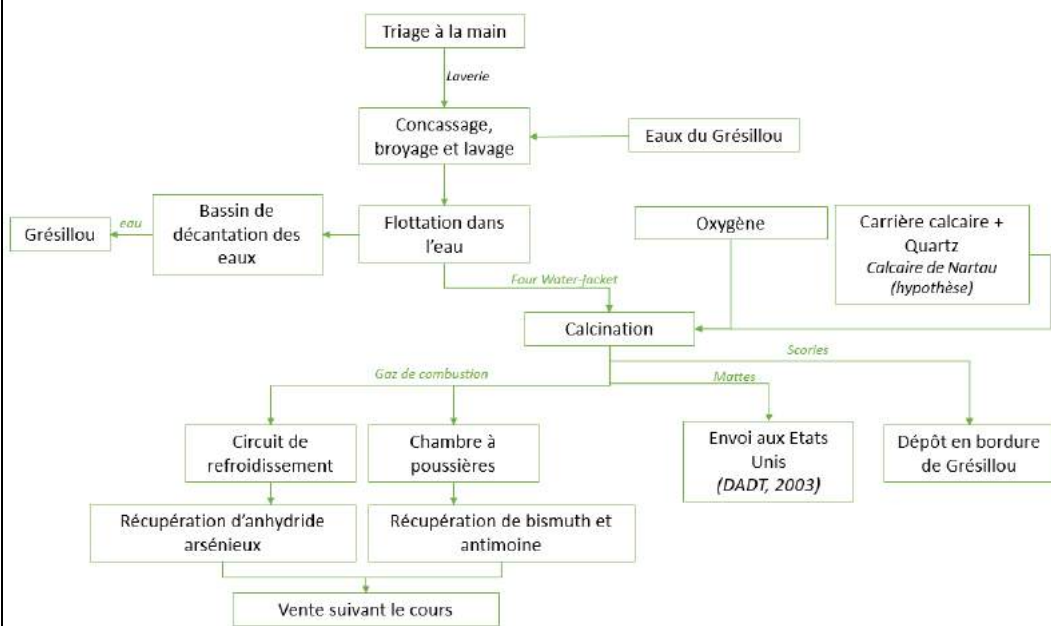 Triage à la main
Laverie
Concassage,
broyage et lavage
Eaux du Grésillou
Grésillou
eau
Bassin de
décantation des
eaux
Flottation dans
l'eau
Oxygène
Carrière calcaire +
Quartz
Calcaire de Nartau
(hypothèse)
Four Water-Jacket
Calcination
Scories
Gaz de combustion
Mattes
Circuit de
refroidissement
Chambre à
poussières
Envoi aux Etats
Unis
(DADT, 2003)
Dépôt en bordure
de Grésillou
Récupération d'anhydride
arsénieux
Récupération de bismuth et
antimoine
Vente suivant le cours